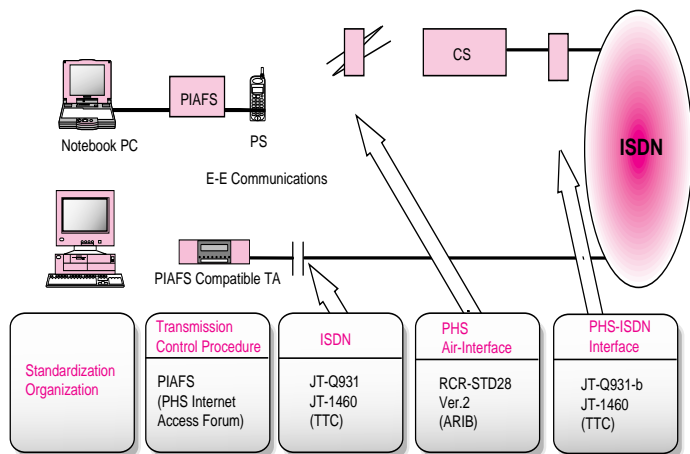 CS
PIAFS
ISDN
Notebook PC
PS
E-E Communications
PIAFS Compatible TA
Standardization
Organization
Transmission
Control Procedure
PIAFS
(PHS Internet
Access Forum)
ISDN
JT-Q931
JT-1460
(TTC)
PHS
Air-Interface
RCR-STD28
Ver.2
(ARIB)
PHS-ISDN
Interface
JT-Q931-b
JT-1460
(TTC)